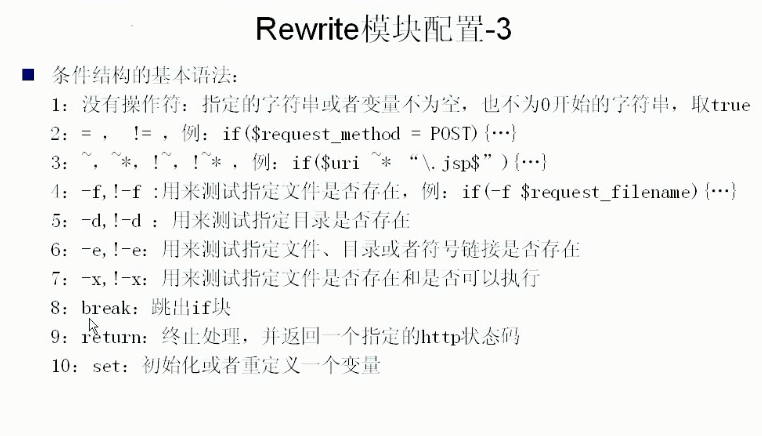 Rewrite模块配置-3
条件结构的基本语法：
1：没有操作符：指定的字符串或者变量不为空，也不为0开始的字符串，取true
2：= ， != ，例：if($request_method = POST){…}
3：~，~*，!~，!~* ，例：if($uri ~* “\.jsp$”){…}
4：-f,!-f :用来测试指定文件是否存在，例：if(-f $request_filename){…}
5：-d,!-d ：用来测试指定目录是否存在
6：-e,!-e：用来测试指定文件、目录或者符号链接是否存在
7：-x,!-x：用来测试指定文件是否存在和是否可以执行
8：break：跳出if块
9：return：终止处理，并返回一个指定的http状态码
10：set：初始化或者重定义一个变量